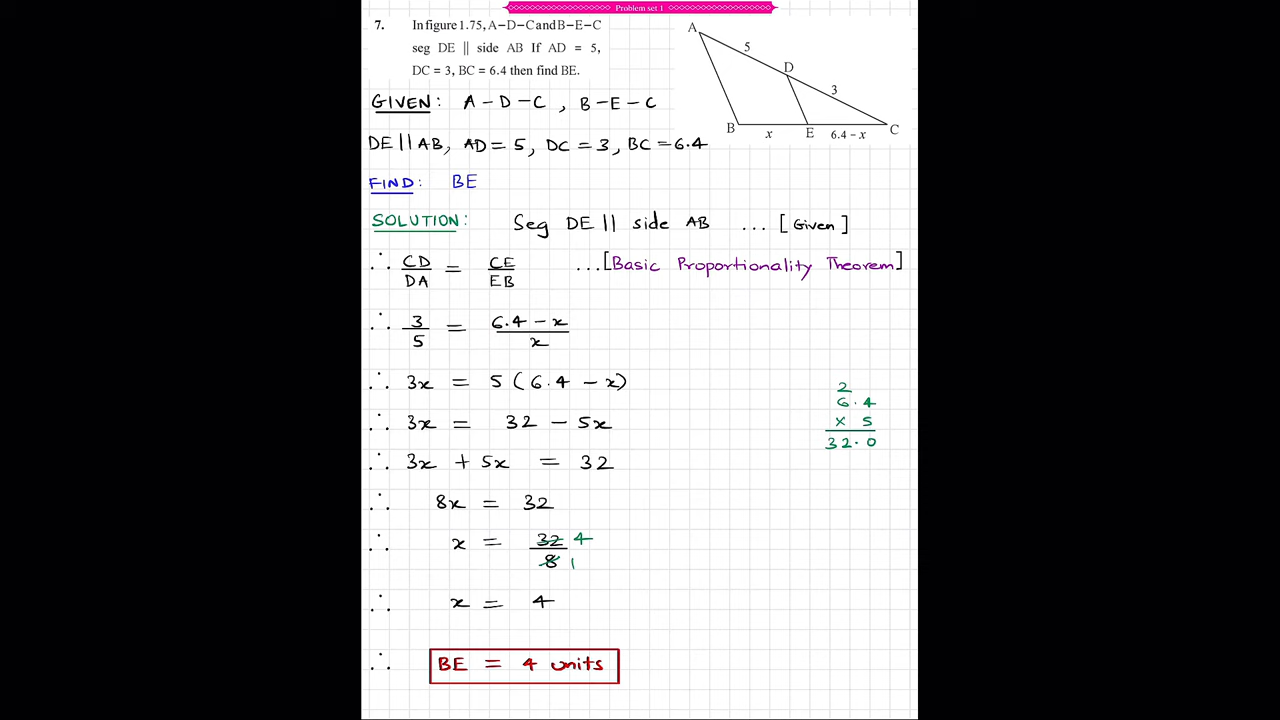 Problem set 1
7. In figure 1.75, A–D–C and B–E–C
seg DE || side AB If AD = 5,
DC = 3, BC = 6.4 then find BE.
A
5
D
3
B
x
E
6.4 – x
C
GIVEN: A – D – C , B – E – C
DE || AB, AD = 5, DC = 3, BC = 6.4
FIND: BE
SOLUTION: Seg DE || side AB ... [Given]
∴ CD/DA = CE/EB ...[Basic Proportionality Theorem]
∴ 3/5 = 6.4 – x/x
∴ 3x = 5 (6.4 – x)
∴ 3x = 32 – 5x
∴ 3x + 5x = 32
∴ 8x = 32
∴ x = 32/8 4 1
∴ x = 4
∴ BE = 4 units
2
6.4
x 5
32.0